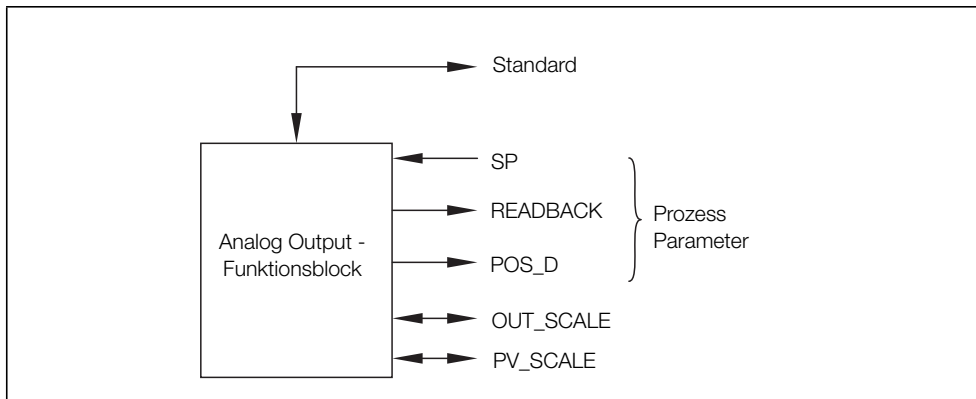 Standard
SP
READBACK
POS_D
OUT_SCALE
PV_SCALE
Prozess
Parameter
Analog Output -
Funktionsblock